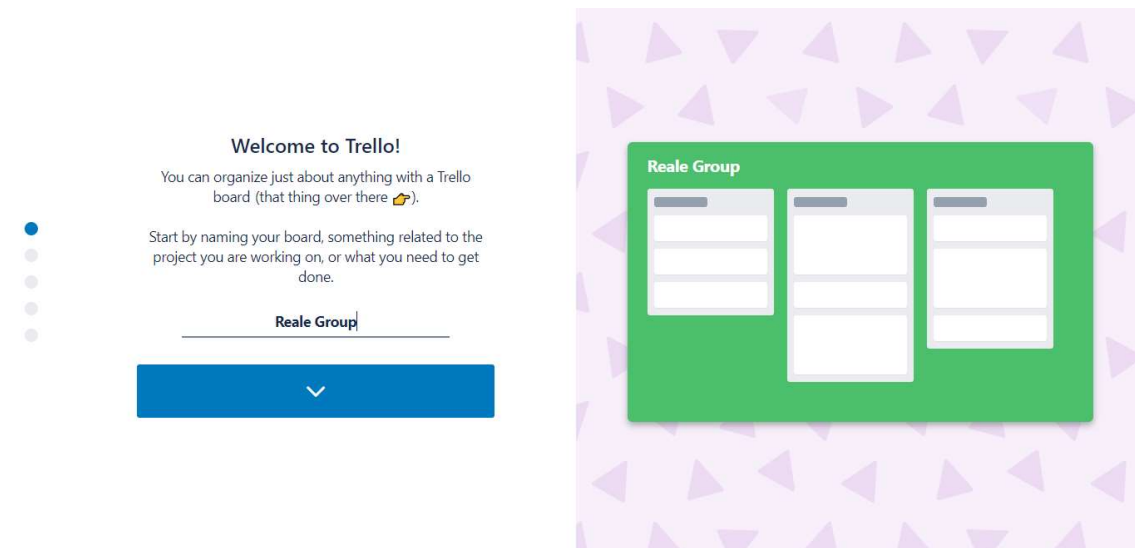 Welcome to Trello!
You can organize just about anything with a Trello
board (that thing over there 👉).
Start by naming your board, something related to the
project you are working on, or what you need to get
done.
Reale Group
Reale Group